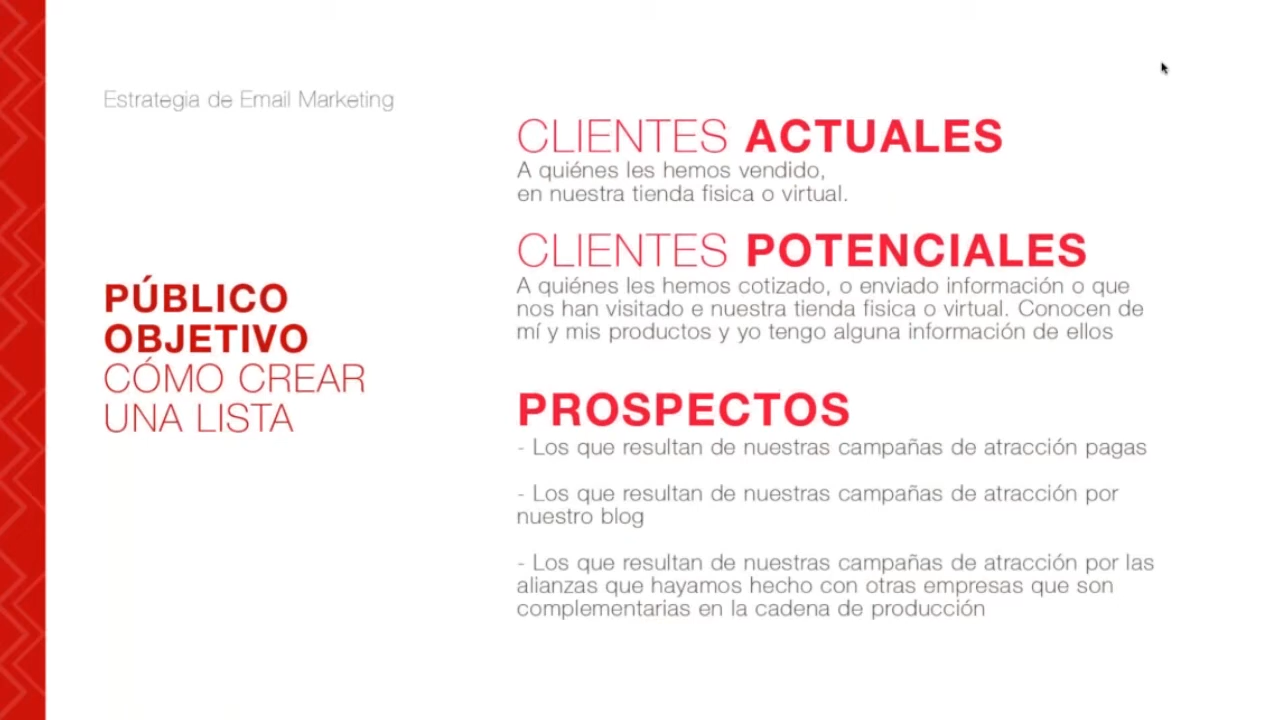 Estrategia de Email Marketing
PÚBLICO
OBJETIVO
CÓMO CREAR
UNA LISTA
CLIENTES ACTUALES
A quiénes les hemos vendido,
en nuestra tienda fisica o virtual.
CLIENTES POTENCIALES
A quiénes les hemos cotizado, o enviado información o que
nos han visitado e nuestra tienda fisica o virtual. Conocen de
mí y mis productos y yo tengo alguna información de ellos
PROSPECTOS
- Los que resultan de nuestras campañas de atracción pagas
- Los que resultan de nuestras campañas de atracción por
nuestro blog
- Los que resultan de nuestras campañas de atracción por las
alianzas que hayamos hecho con otras empresas que son
complementarias en la cadena de producción